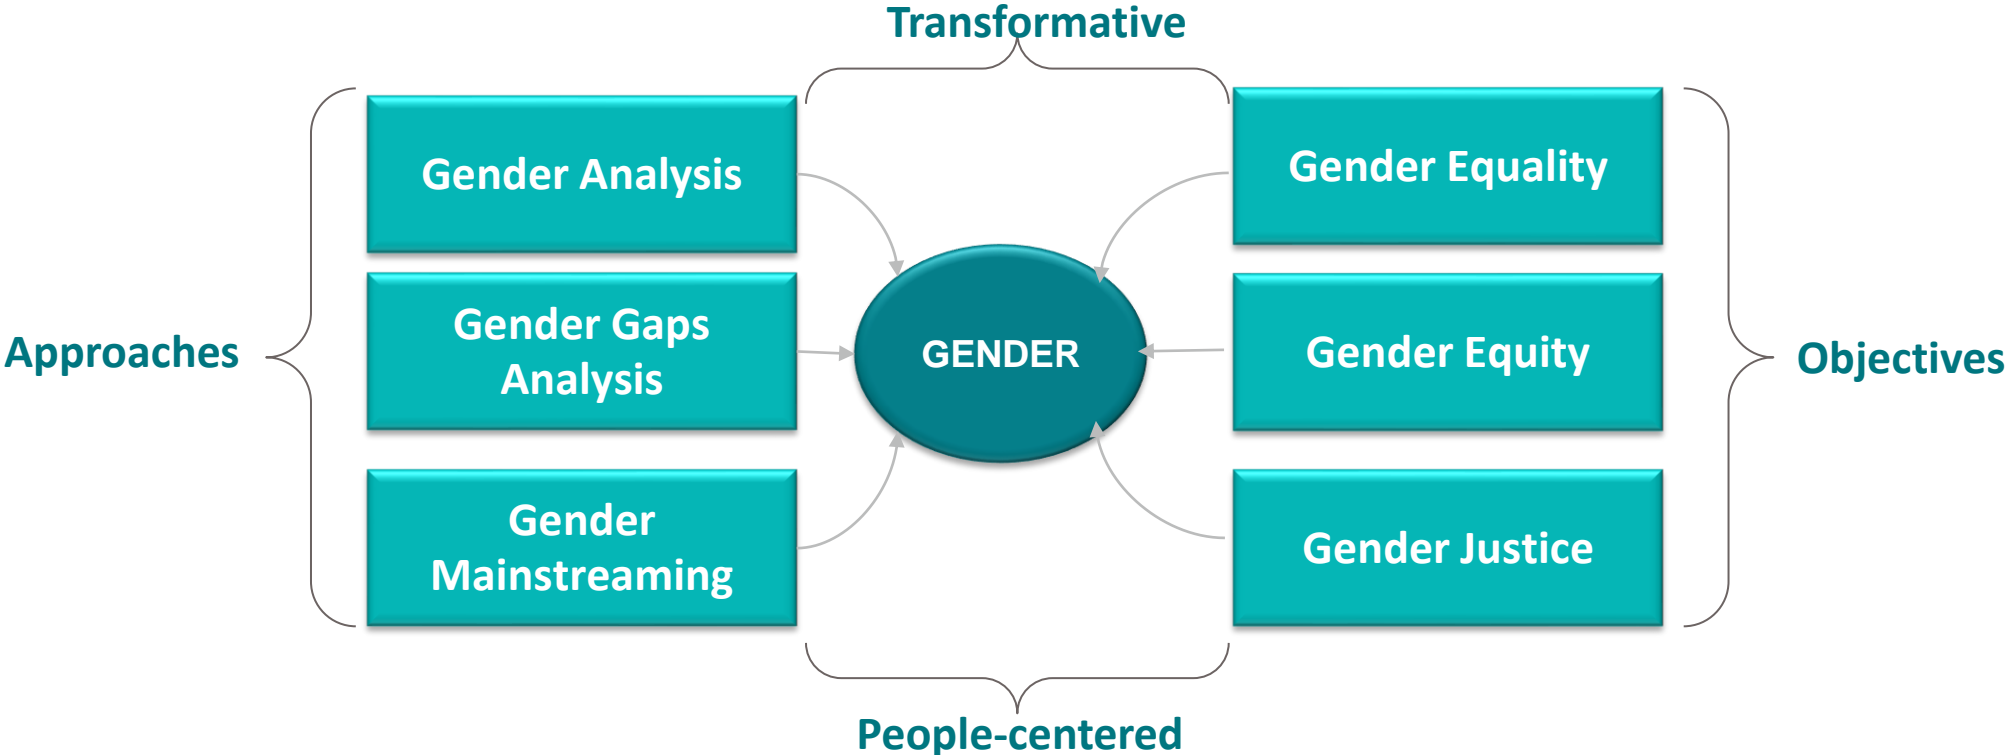 Transformative
Approaches
Gender Analysis
Gender Gaps
Analysis
Gender
Mainstreaming
GENDER
Gender Equality
Gender Equity
Gender Justice
Objectives
People-centered